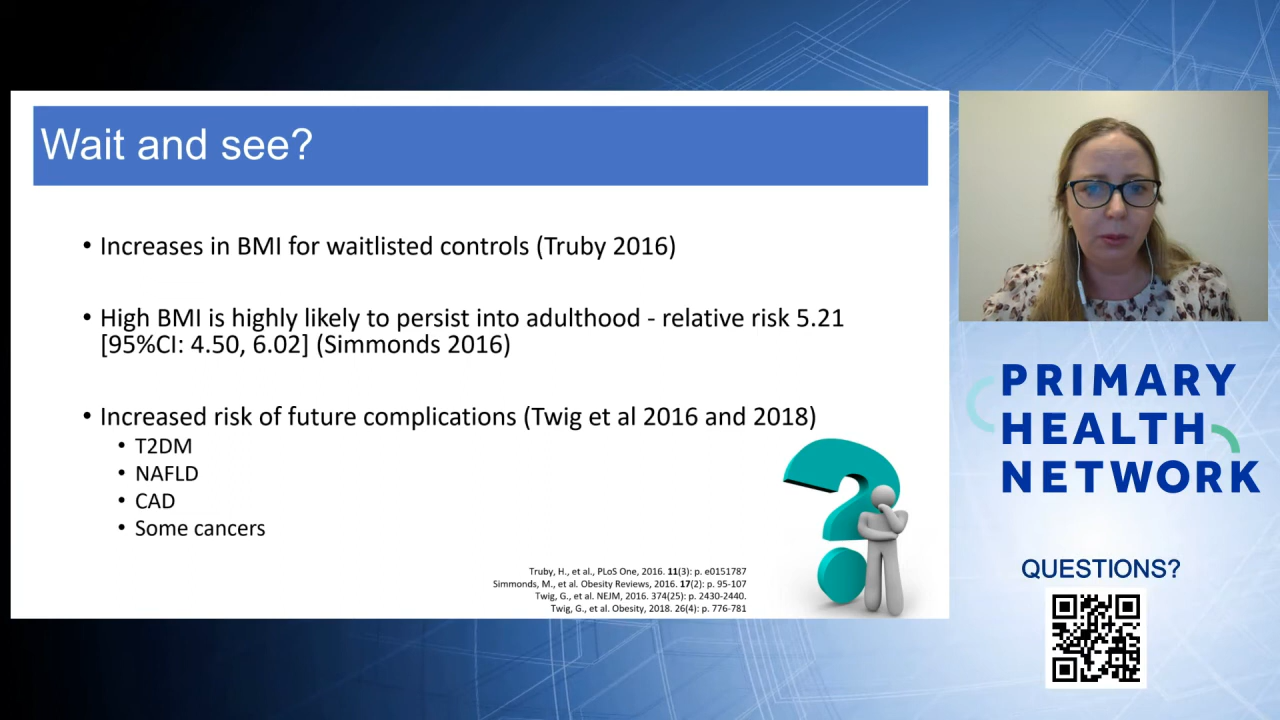 Wait and see?
• Increases in BMI for waitlisted controls (Truby 2016)
• High BMI is highly likely to persist into adulthood - relative risk 5.21
[95%CI: 4.50, 6.02] (Simmonds 2016)
• Increased risk of future complications (Twig et al 2016 and 2018)
• T2DM
• NAFLD
• CAD
• Some cancers
Truby, H., et al., PLoS One, 2016. 11(3): p. e0151787
Simmonds, M., et al. Obesity Reviews, 2016. 17(2): p. 95-107
Twig, G., et al. NEJM, 2016. 374(25): p. 2430-2440.
Twig, G., et al. Obesity, 2018. 26(4): p. 776-781
PRIMARY
HEALTH
NETWORK
QUESTIONS?